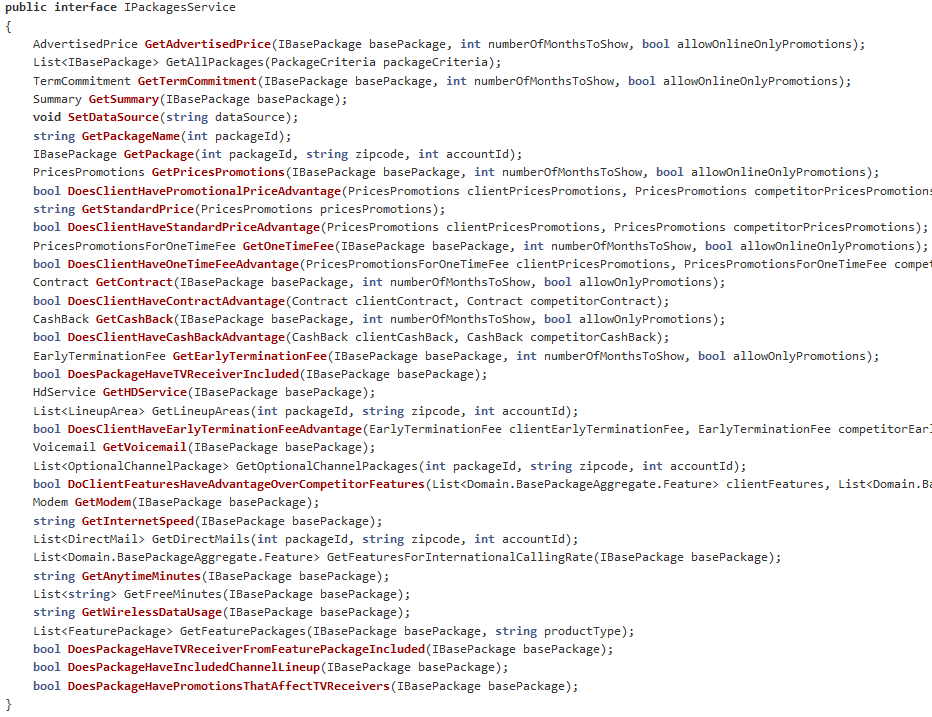 public interface IPackagesService
{
AdvertisedPrice GetAdvertisedPrice(IBasePackage basePackage, int numberOfMonthsToShow, bool allowOnlineOnlyPromotions);
List<IBasePackage> GetAllPackages(PackageCriteria packageCriteria);
TermCommitment GetTermCommitment(IBasePackage basePackage, int numberOfMonthsToShow, bool allowOnlineOnlyPromotions);
Summary GetSummary(IBasePackage basePackage);
void SetDataSource(string dataSource);
string GetPackageName(int packageId);
IBasePackage GetPackage(int packageId, string zipcode, int accountId);
PricesPromotions GetPricesPromotions(IBasePackage basePackage, int numberOfMonthsToShow, bool allowOnlineOnlyPromotions);
bool DoesClientHavePromotionalPriceAdvantage(PricesPromotions clientPricesPromotions, PricesPromotions competitorPricesPromotions
string GetStandardPrice(PricesPromotions pricesPromotions);
bool DoesClientHaveStandardPriceAdvantage(PricesPromotions clientPricesPromotions, PricesPromotions competitorPricesPromotions);
PricesPromotionsForOneTimeFee GetOneTimeFee(IBasePackage basePackage, int numberOfMonthsToShow, bool allowOnlineOnlyPromotions);
bool DoesClientHaveOneTimeFeeAdvantage(PricesPromotionsForOneTimeFee clientPricesPromotions, PricesPromotionsForOneTimeFee compet
Contract GetContract(IBasePackage basePackage, int numberOfMonthsToShow, bool allowOnlyPromotions);
bool DoesClientHaveContractAdvantage(Contract clientContract, Contract competitorContract);
CashBack GetCashBack(IBasePackage basePackage, int numberOfMonthsToShow, bool allowOnlyPromotions);
bool DoesClientHaveCashBackAdvantage(CashBack clientCashBack, CashBack competitorCashBack);
EarlyTerminationFee GetEarlyTerminationFee(IBasePackage basePackage, int numberOfMonthsToShow, bool allowOnlyPromotions);
bool DoesPackageHaveTVReceiverIncluded(IBasePackage basePackage);
HdService GetHDService(IBasePackage basePackage);
List<LineupArea> GetLineupAreas(int packageId, string zipcode, int accountId);
bool DoesClientHaveEarlyTerminationFeeAdvantage(EarlyTerminationFee clientEarlyTerminationFee, EarlyTerminationFee competitorEarl
Voicemail GetVoicemail(IBasePackage basePackage);
List<OptionalChannelPackage> GetOptionalChannelPackages(int packageId, string zipcode, int accountId);
bool DoClientFeaturesHaveAdvantageOverCompetitorFeatures(List<Domain.BasePackageAggregate.Feature> clientFeatures, List<Domain.Ba
Modem GetModem(IBasePackage basePackage);
string GetInternetSpeed(IBasePackage basePackage);
List<DirectMail> GetDirectMails(int packageId, string zipcode, int accountId);
List<Domain.BasePackageAggregate.Feature> GetFeaturesForInternationalCallingRate(IBasePackage basePackage);
string GetAnytimeMinutes(IBasePackage basePackage);
List<string> GetFreeMinutes(IBasePackage basePackage);
string GetWirelessDataUsage(IBasePackage basePackage);
List<FeaturePackage> GetFeaturePackages(IBasePackage basePackage, string productType);
bool DoesPackageHaveTVReceiverFromFeaturePackageIncluded(IBasePackage basePackage);
bool DoesPackageHaveIncludedChannelLineup(IBasePackage basePackage);
bool DoesPackageHavePromotionsThatAffectTVReceivers(IBasePackage basePackage);
}